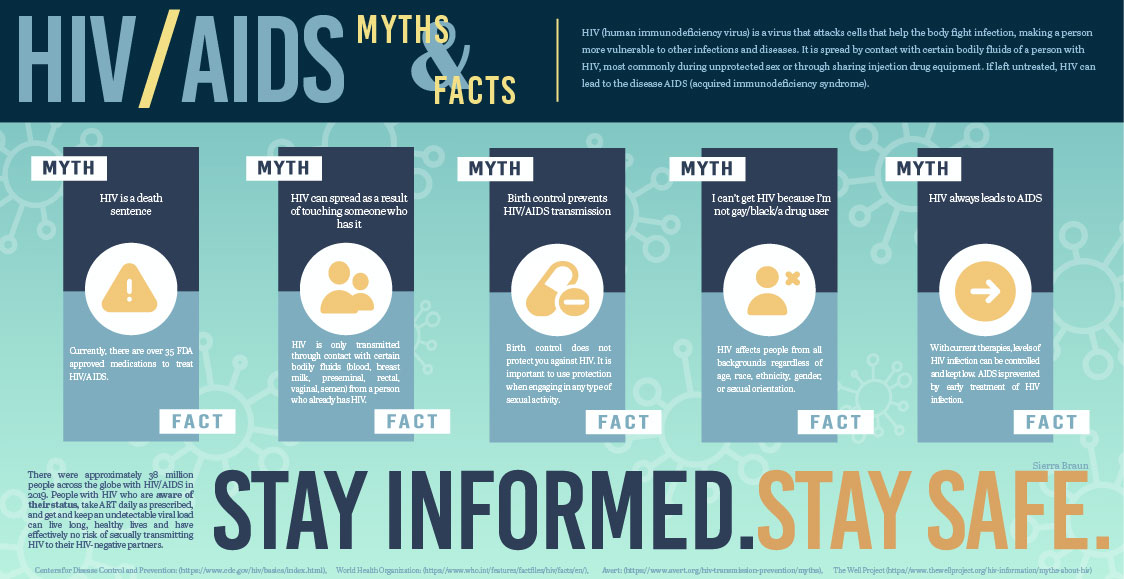 HIV/AIDS MYTHS
&
FACTS
HIV (human immunodeficiency virus) is a virus that attacks cells that help the body fight infection, making a person
more vulnerable to other infections and diseases. It is spread by contact with certain bodily fluids of a person with
HIV, most commonly during unprotected sex or through sharing injection drug equipment. If left untreated, HIV can
lead to the disease AIDS (acquired immunodeficiency syndrome).
MYTH
HIV is a death
sentence
Currently, there are over 35 FDA
approved medications to treat
HIV/AIDS.
FACT
MYTH
HIV can spread as a result
of touching someone who
has it
HIV is only transmitted
through contact with certain
bodily fluids (blood, breast
milk, preseminal, rectal,
vaginal, semen) from a person
who already has HIV.
FACT
MYTH
Birth control prevents
HIV/AIDS transmission
Birth control does not
protect you against HIV. It is
important to use protection
when engaging in any type of
sexual activity.
FACT
MYTH
I can't get HIV because I'm
not gay/black/a drug user
HIV affects people from all
backgrounds regardless of
age, race, ethnicity, gender,
or sexual orientation.
FACT
MYTH
HIV always leads to AIDS
With current therapies, levels of
HIV infection can be controlled
and kept low. AIDS is prevented
by early treatment of HIV
infection.
FACT
There were approximately 38 million
people across the globe with HIV/AIDS in
2019. People with HIV who are aware of
their status, take ART daily as prescribed,
and get and keep an undetectable viral load
can live long, healthy lives and have
effectively no risk of sexually transmitting
HIV to their HIV-negative partners.
Sierra Braun
STAY INFORMED. STAY SAFE.
Centers for Disease Control and Prevention: (https://www.cdc.gov/hiv/basics/index.html), World Health Organization: (https://www.who.int/features/factfiles/hiv/facts/en/), Avert: (https://www.avert.org/hiv-transmission-prevention/myths), The Well Project (https://www.thewellproject.org/hiv-information/myths-about-hiv)